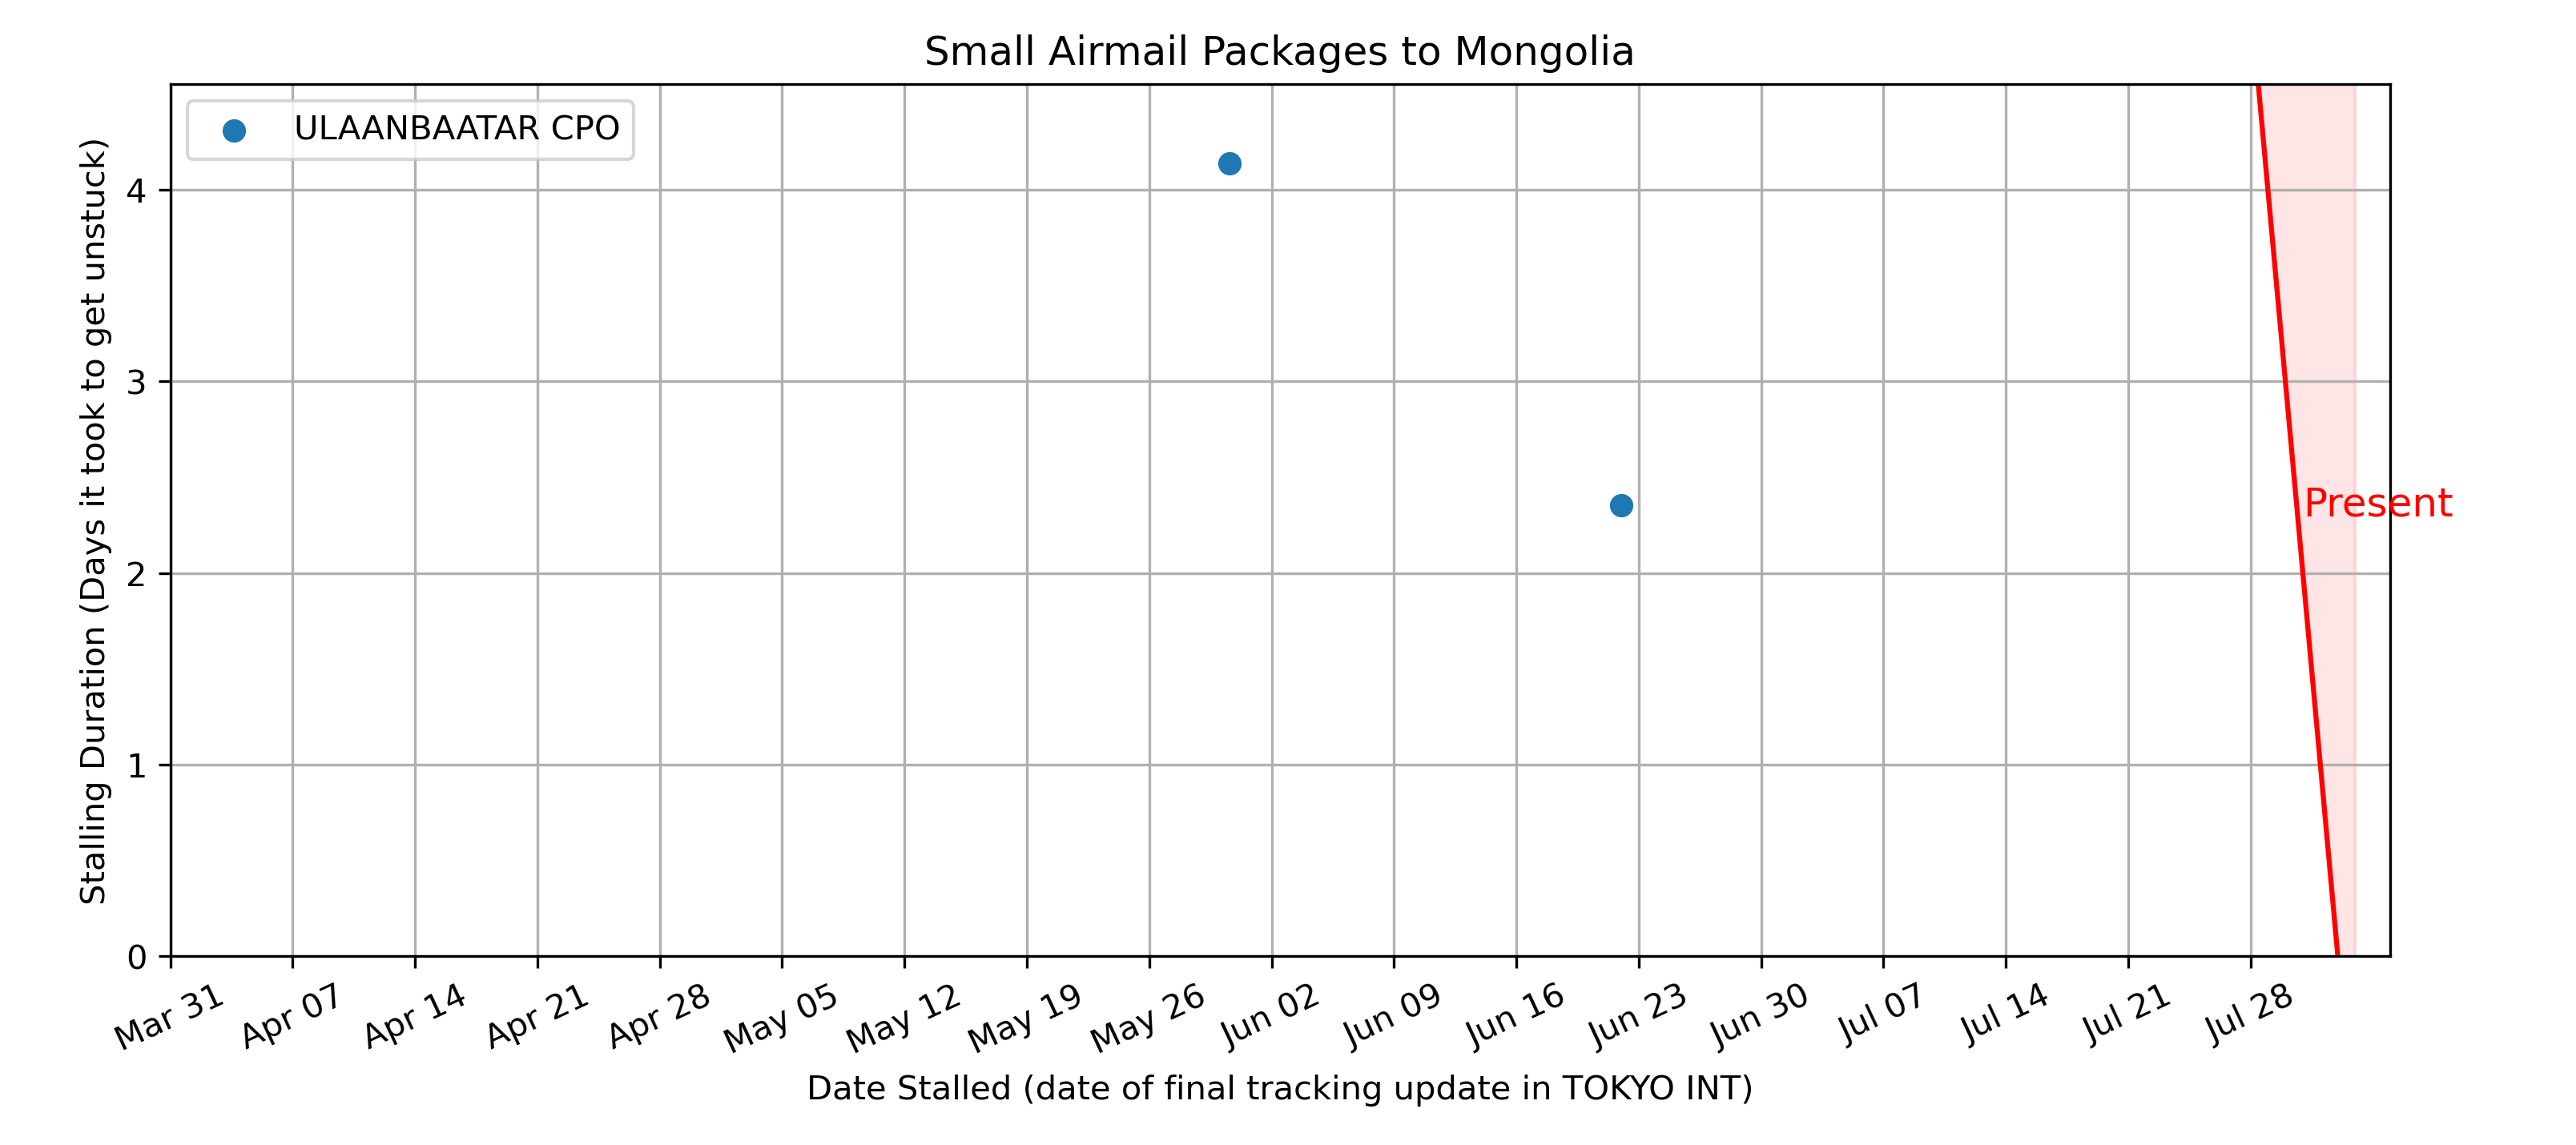 Small Airmail Packages to Mongolia
ULAANBAATAR CPO
Stalling Duration (Days it took to get unstuck)
4
3
2
1
0
Present
Mar 31
Apr 07
Apr 14
Apr 21
Apr 28
May 05
May 12
May 19
May 26
Jun 02
Jun 09
Jun 16
Jun 23
Jun 30
Jul 07
Jul 14
Jul 21
Jul 28
Date Stalled (date of final tracking update in TOKYO INT)